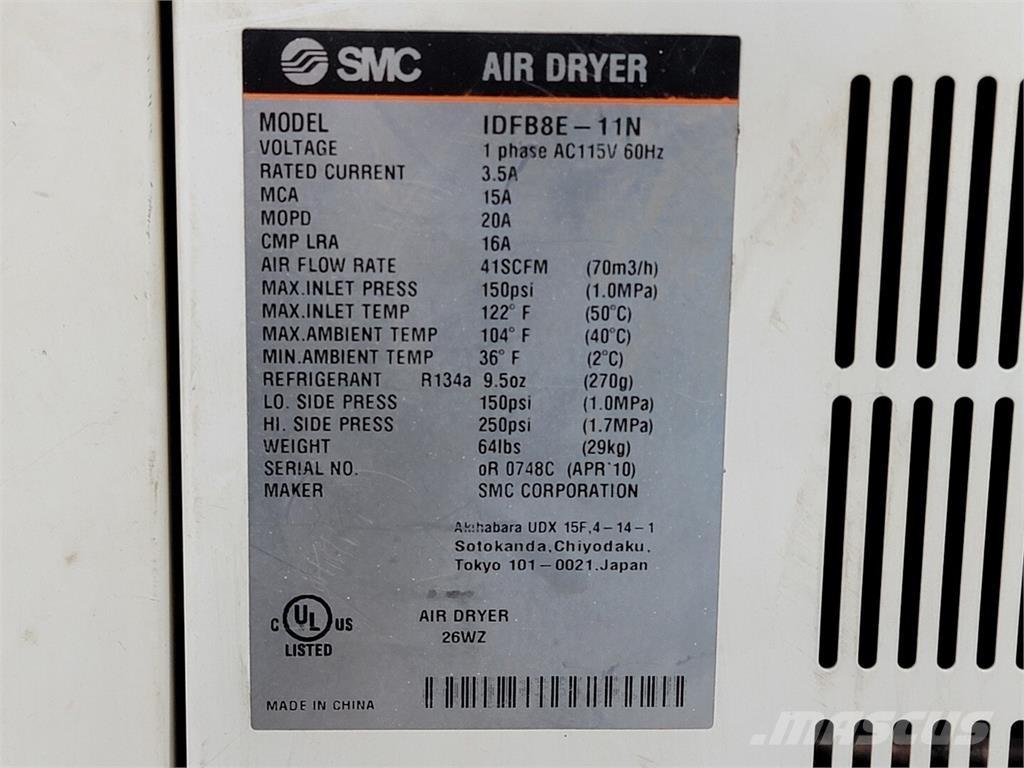 SMC AIR DRYER
MODEL IDFB8E-11N
VOLTAGE 1 phase AC115V 60Hz
RATED CURRENT 3.5A
MCA 15A
MOPD 20A
CMP LRA 16A
AIR FLOW RATE 41SCFM (70m3/h)
MAX.INLET PRESS 150psi (1.0MPa)
MAX.INLET TEMP 122°F (50°C)
MAX.AMBIENT TEMP 104°F (40°C)
MIN.AMBIENT TEMP 36°F (2°C)
REFRIGERANT R134a 9.5oz (270g)
LO. SIDE PRESS 150psi (1.0MPa)
HI. SIDE PRESS 250psi (1.7MPa)
WEIGHT 64lbs (29kg)
SERIAL NO. oR 0748C (APR'10)
MAKER SMC CORPORATION
Akihabara UDX 15F,4-14-1
Sotokanda,Chiyodaku,
Tokyo 101-0021,Japan
C UL US
LISTED
AIR DRYER
26WZ
MADE IN CHINA
MASCUS